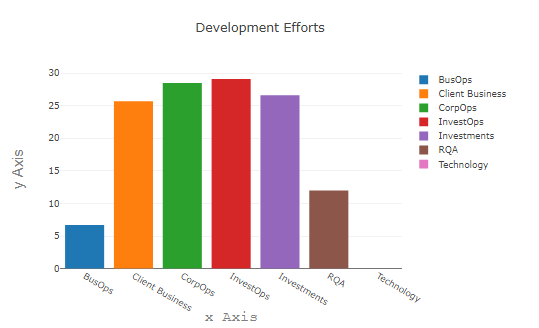 Development Efforts
30
25
20
15
10
5
0
y Axis
BusOps
Client Business
CorpOps
InvestOps
Investments
RQA
Technology
x Axis
BusOps
Client Business
CorpOps
InvestOps
Investments
RQA
Technology